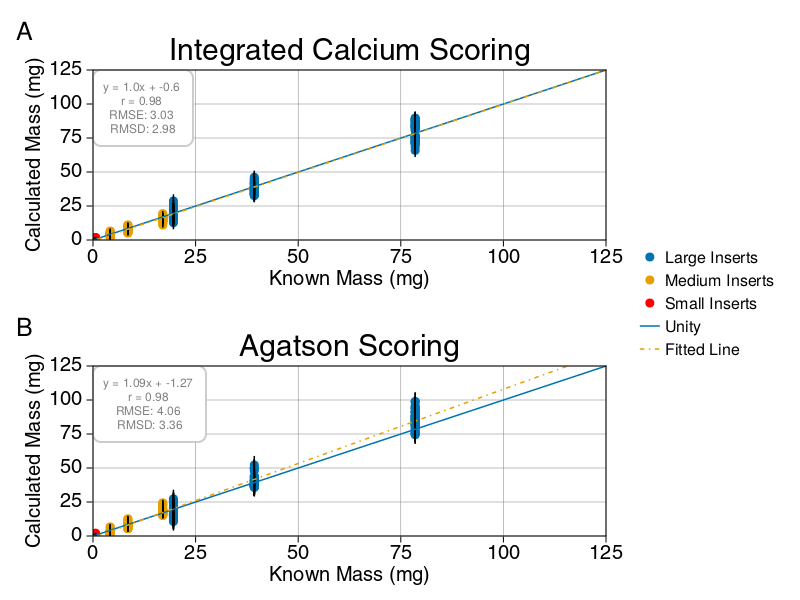 A
Integrated Calcium Scoring
Calculated Mass (mg)
125
100
75
50
25
0
y = 1.0x + -0.6
r = 0.98
RMSE: 3.03
RMSD: 2.98
0 25 50 75 100 125
Known Mass (mg)
Large Inserts
Medium Inserts
Small Inserts
Unity
Fitted Line
B
Agatson Scoring
Calculated Mass (mg)
125
100
75
50
25
0
y = 1.09x + -1.27
r = 0.98
RMSE: 4.06
RMSD: 3.36
0 25 50 75 100 125
Known Mass (mg)